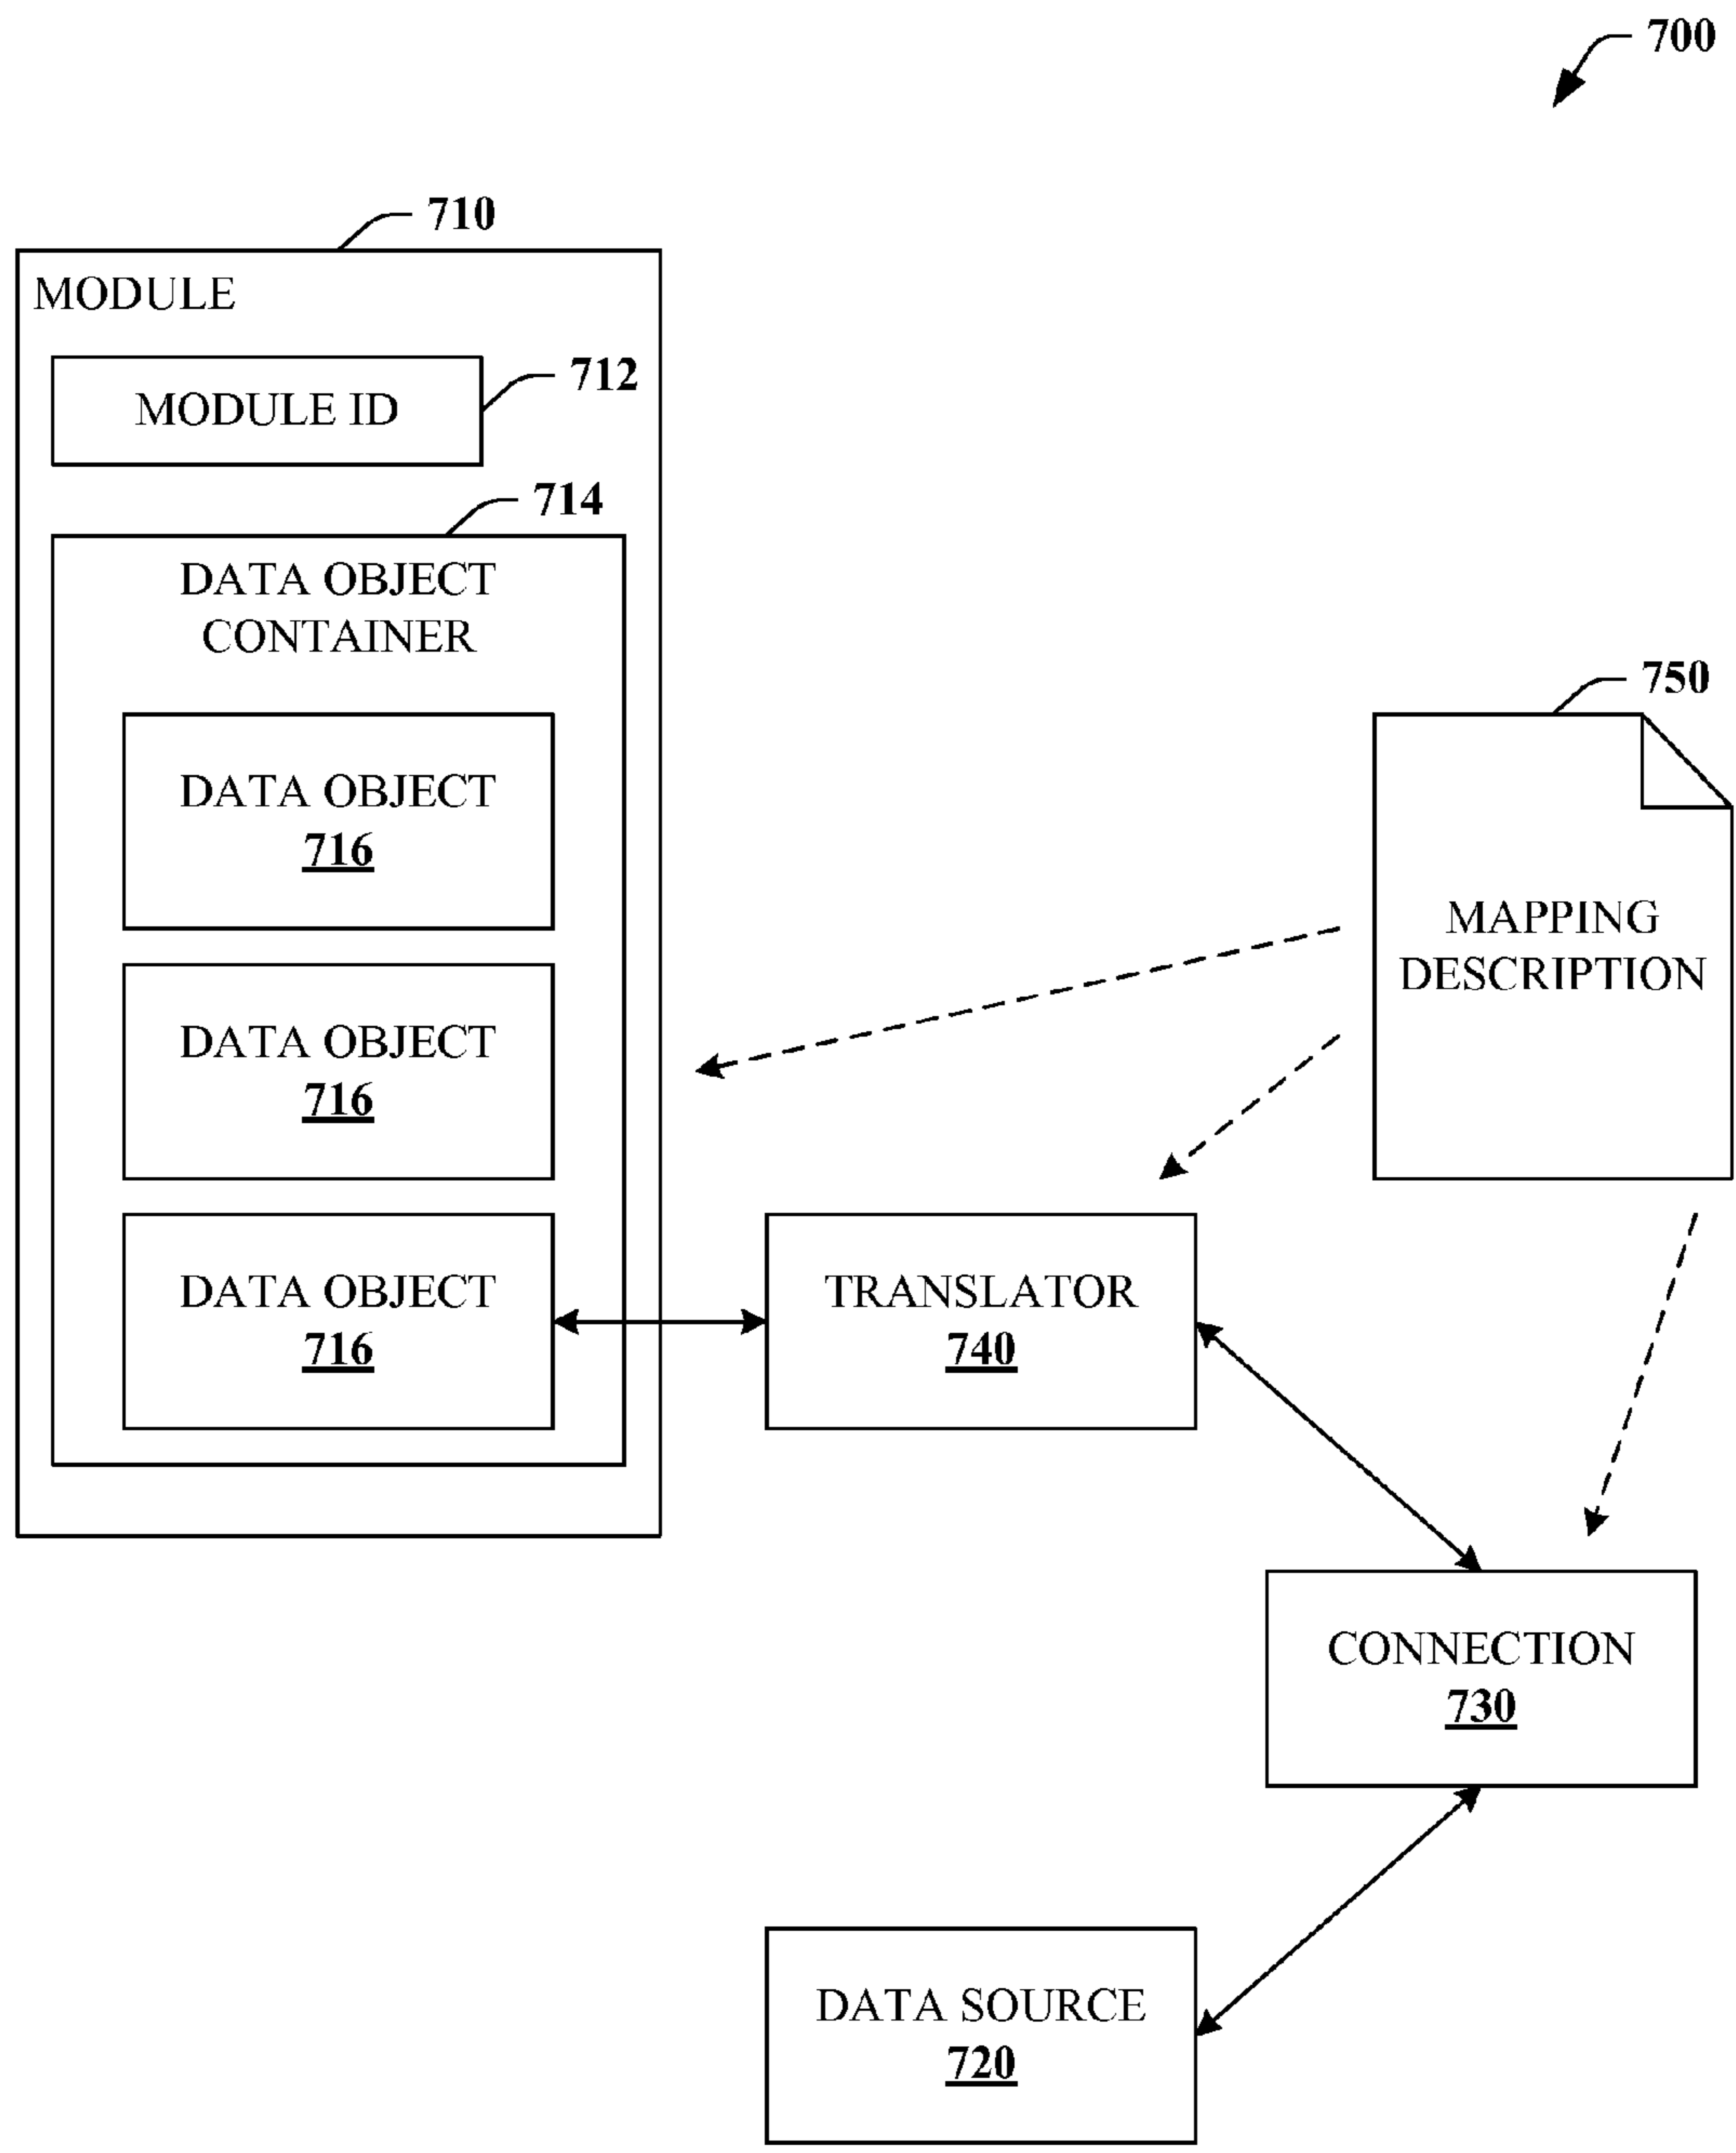 700
710
MODULE
712
MODULE ID
714
DATA OBJECT
CONTAINER
DATA OBJECT
716
DATA OBJECT
716
DATA OBJECT
716
750
MAPPING
DESCRIPTION
TRANSLATOR
740
CONNECTION
730
DATA SOURCE
720